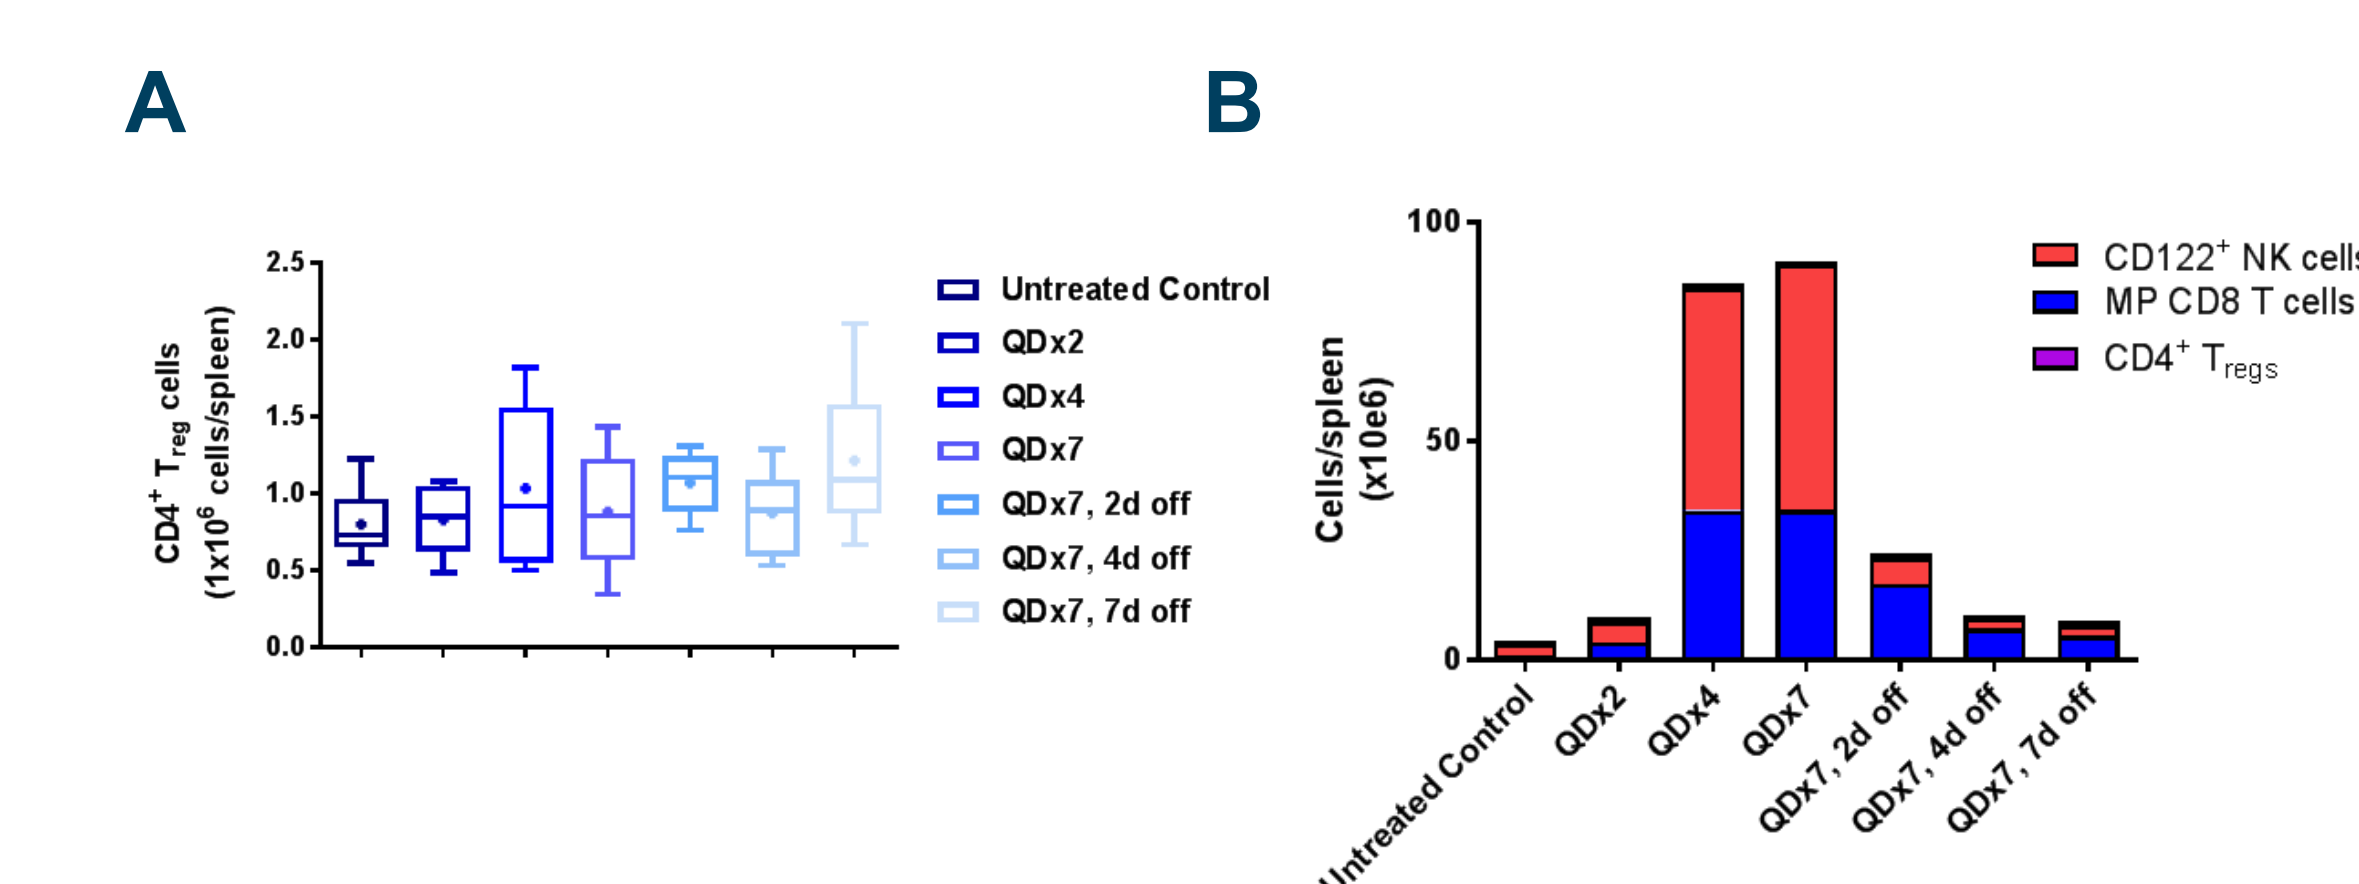 A
B
CD4+ Treg cells
(1x10^6 cells/spleen)
2.5
2.0
1.5
1.0
0.5
0.0
Untreated Control
QDx2
QDx4
QDx7
QDx7, 2d off
QDx7, 4d off
QDx7, 7d off
Cells/spleen
(x10e6)
100
50
0
CD122+ NK cells
MP CD8 T cells
CD4+ Tregs
Untreated Control
QDx2
QDx4
QDx7
QDx7, 2d off
QDx7, 4d off
QDx7, 7d off